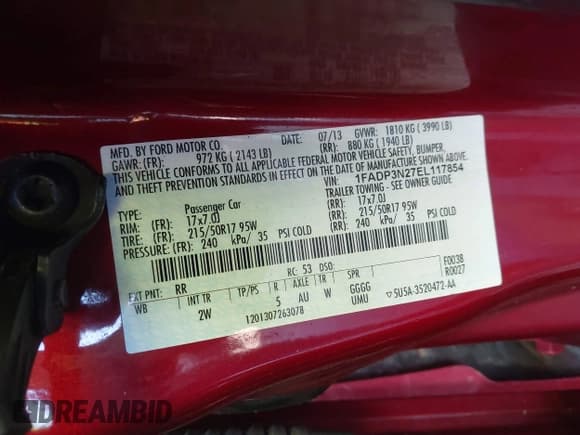 MFD. BY FORD MOTOR CO.
DATE: 07/13 GVWR: 1810 KG ( 3990 LB)
GAWR: (FR): 972 KG ( 2143 LB) (RR): 880 KG ( 1940 LB)
THIS VEHICLE CONFORMS TO ALL APPLICABLE FEDERAL MOTOR VEHICLE SAFETY, BUMPER,
AND THEFT PREVENTION STANDARDS IN EFFECT ON THE DATE OF MANUFACTURE SHOWN ABOVE
1FADP3N27EL117854
TYPE: Passenger Car TRAILER TOWING - SEE OWNER GUIDE
RIM: (FR): 17x7.0J (RR): 17x7.0J
TIRE: (FR): 215/50R17 95W (RR): 215/50R17 95W
PRESSURE: (FR): 240 kPa/ 35 PSI COLD (RR): 240 kPa/ 35 PSI COLD
RC: 53 DSO: F0038
EXT PNT: RR R0027
WB INT TR TP/PS R AXLE TR SPR
2W 5 AU W GGGG
UMU
1201307263078
▽5U5A-3520472-AA
DREAMBID